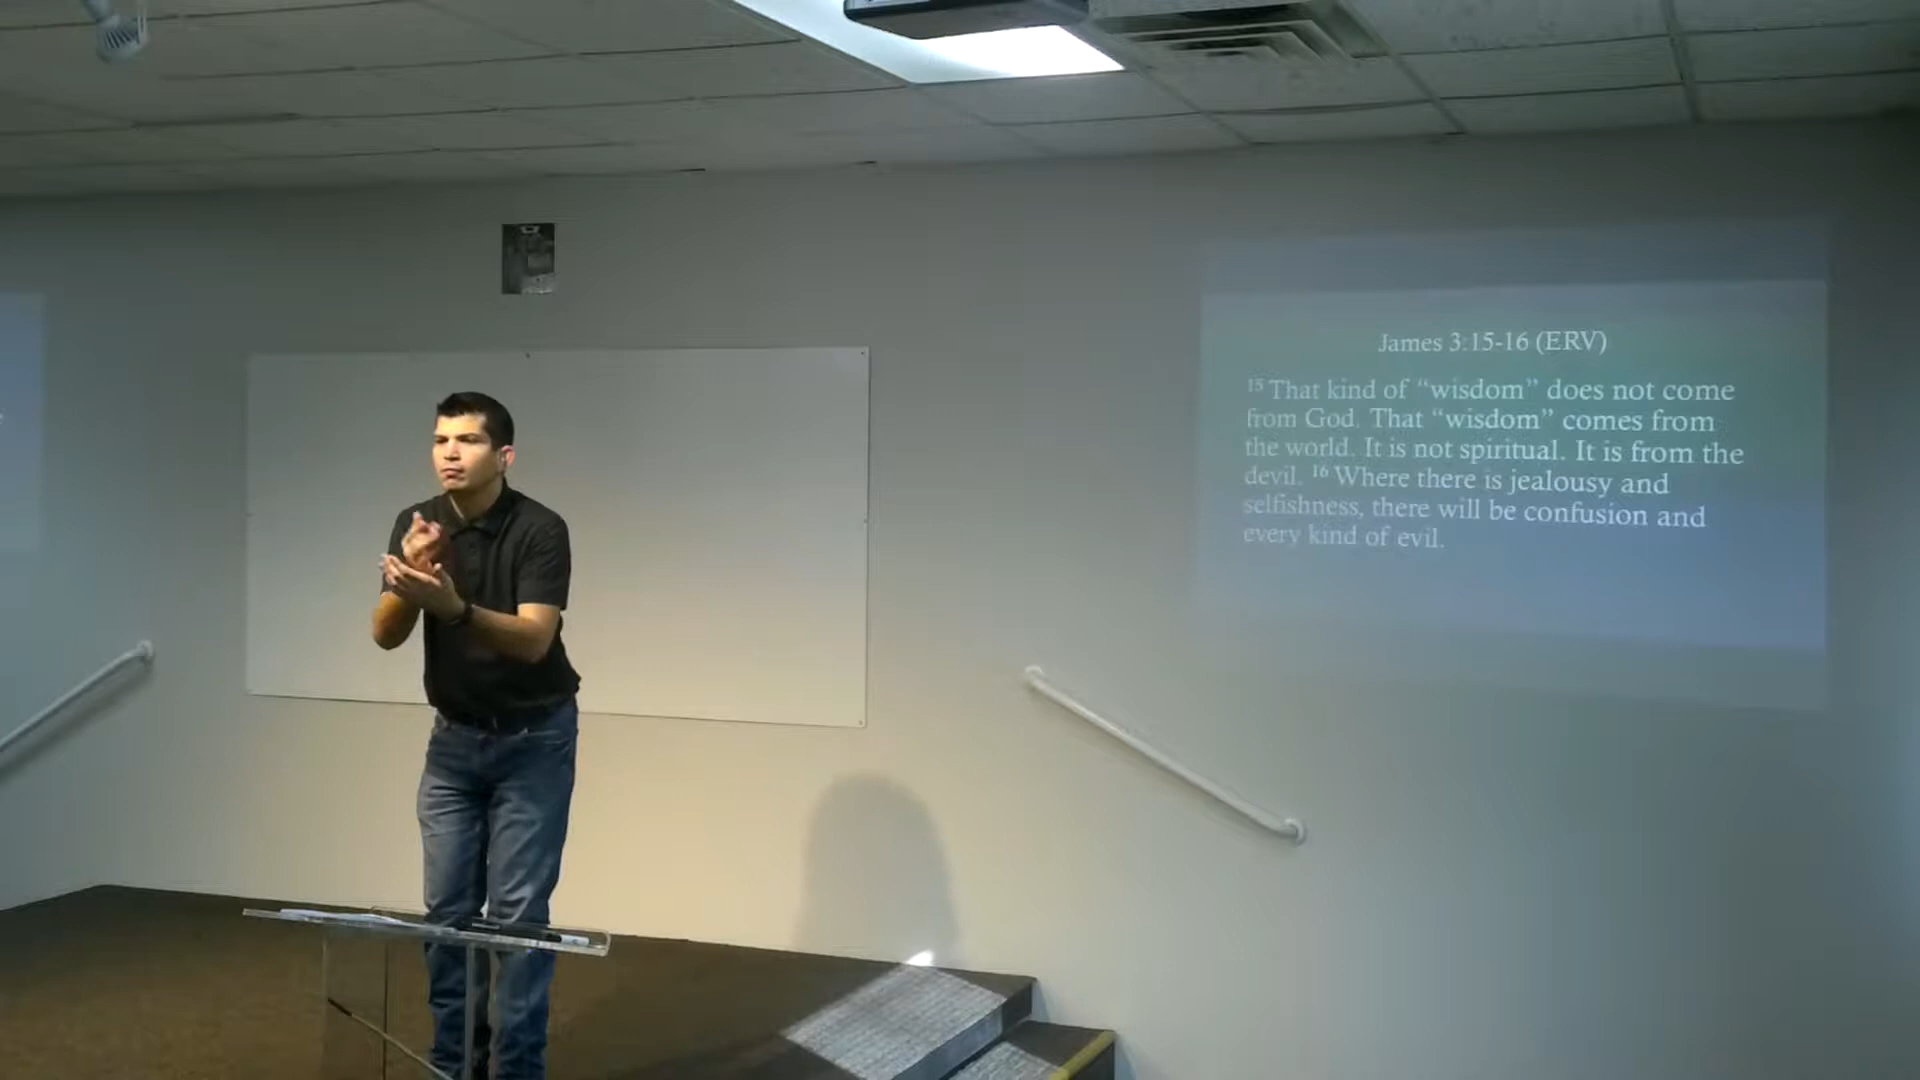 James 3:15-16 (ERV)
15 That kind of “wisdom” does not come
from God. That “wisdom” comes from
the world. It is not spiritual. It is from the
devil. 16 Where there is jealousy and
selfishness, there will be confusion and
every kind of evil.